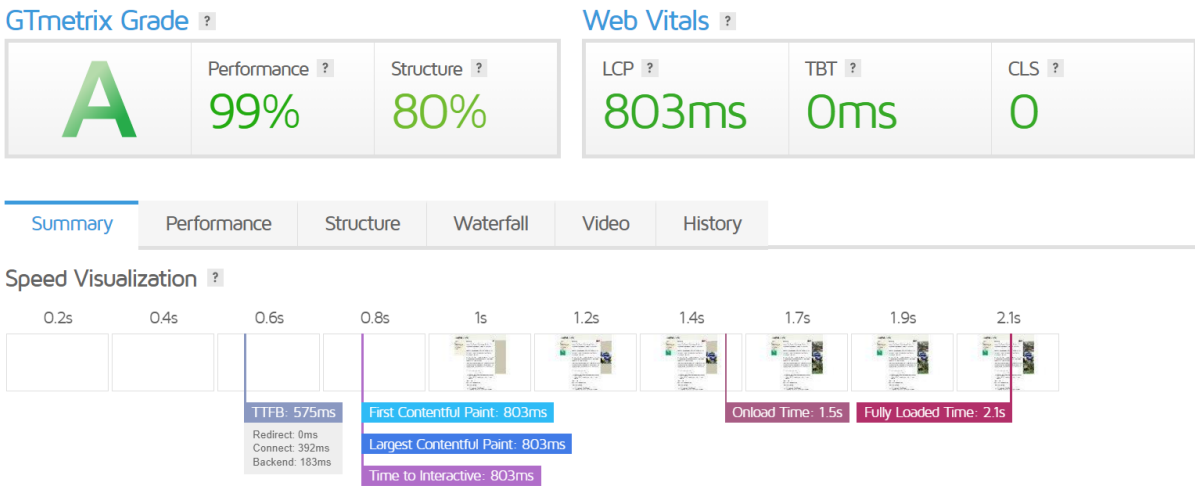 GTmetrix Grade ?
Web Vitals ?
A
Performance ?
99%
Structure ?
80%
LCP ?
803ms
TBT ?
0ms
CLS ?
0
Summary
Performance
Structure
Waterfall
Video
History
Speed Visualization ?
0.2s
0.4s
0.6s
0.8s
1s
1.2s
1.4s
1.7s
1.9s
2.1s
TTFB: 575ms
Redirect: 0ms
Connect: 392ms
Backend: 183ms
First Contentful Paint: 803ms
Largest Contentful Paint: 803ms
Time to Interactive: 803ms
Onload Time: 1.5s
Fully Loaded Time: 2.1s